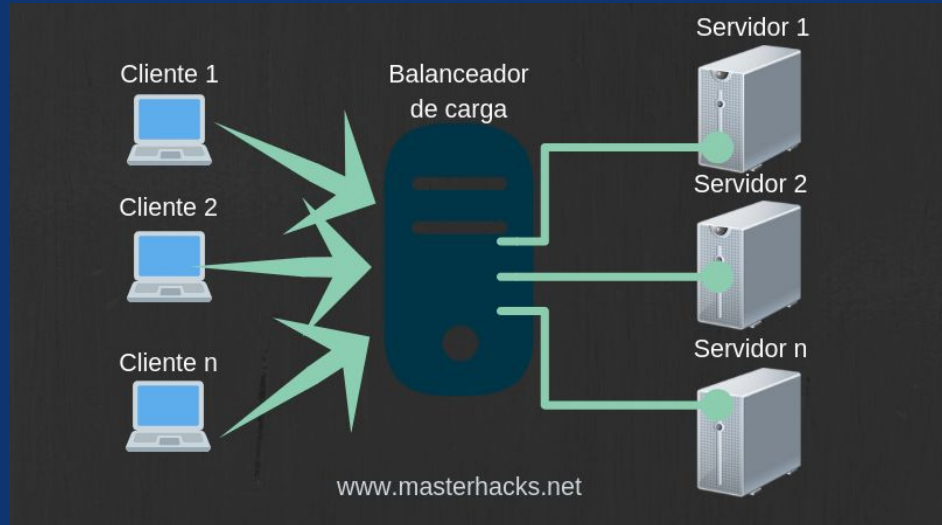 Servidor 1
Cliente 1
Balanceador
de carga
Servidor 2
Cliente 2
Servidor n
Cliente n
www.masterhacks.net